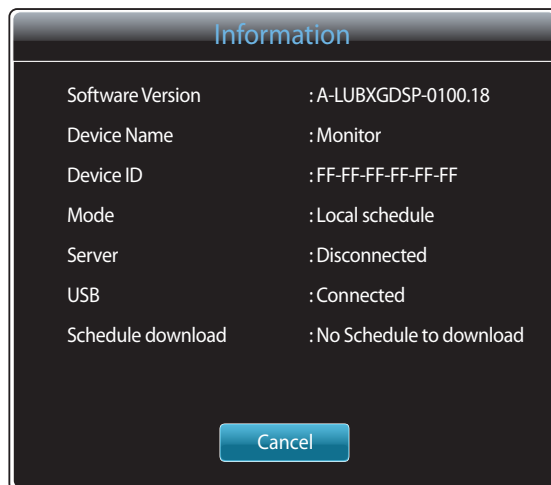 Information
Software Version : A-LUBXGDSP-0100.18
Device Name : Monitor
Device ID : FF-FF-FF-FF-FF-FF
Mode : Local schedule
Server : Disconnected
USB : Connected
Schedule download : No Schedule to download
Cancel